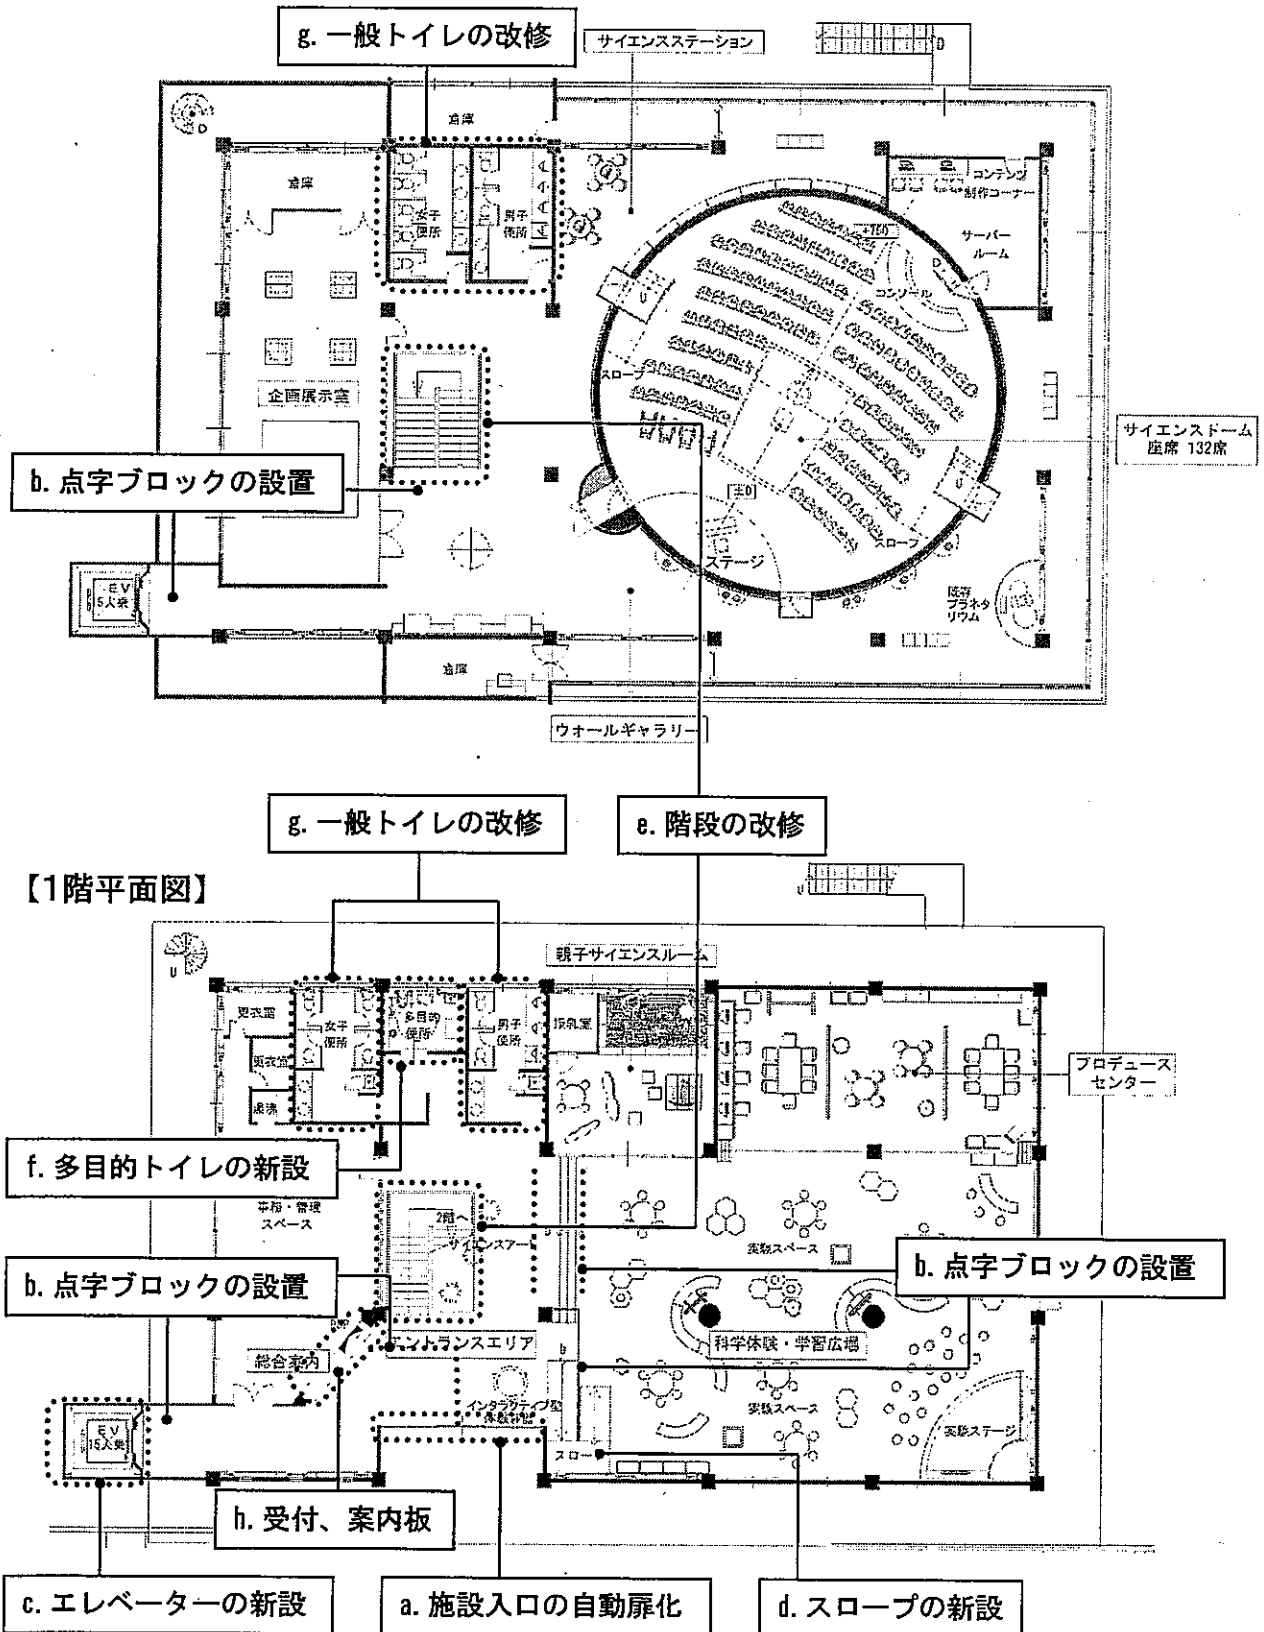 g. 一般トイレの改修
サイエンスステーション
D
倉庫
D
倉庫
女子
便所
男子
便所
コンテンツ
制作コーナー
+760
サーバー
ルーム
D
コンソール
U
スロープ
企画展示室
サイエンスドーム
座席 132席
b. 点字ブロックの設置
±0
U
ステージ
スロープ
EV
既存
プラネタ
リウム
倉庫
ウォールギャラリー
g. 一般トイレの改修
e. 階段の改修
【1階平面図】
U
U
親子サイエンスルーム
更衣室
女子
便所
多目的
便所
男子
便所
授乳室
更衣室
プロデュース
センター
湯沸
f. 多目的トイレの新設
事務・管理
スペース
2階へ
サイエンスアート
実験スペース
b. 点字ブロックの設置
b. 点字ブロックの設置
エントランスエリア
科学体験・学習広場
総合案内
インタラクティブ型
実験スペース
EV
15人乗
実験ステージ
スロー
h. 受付、案内板
c. エレベーターの新設
a. 施設入口の自動扉化
d. スロープの新設